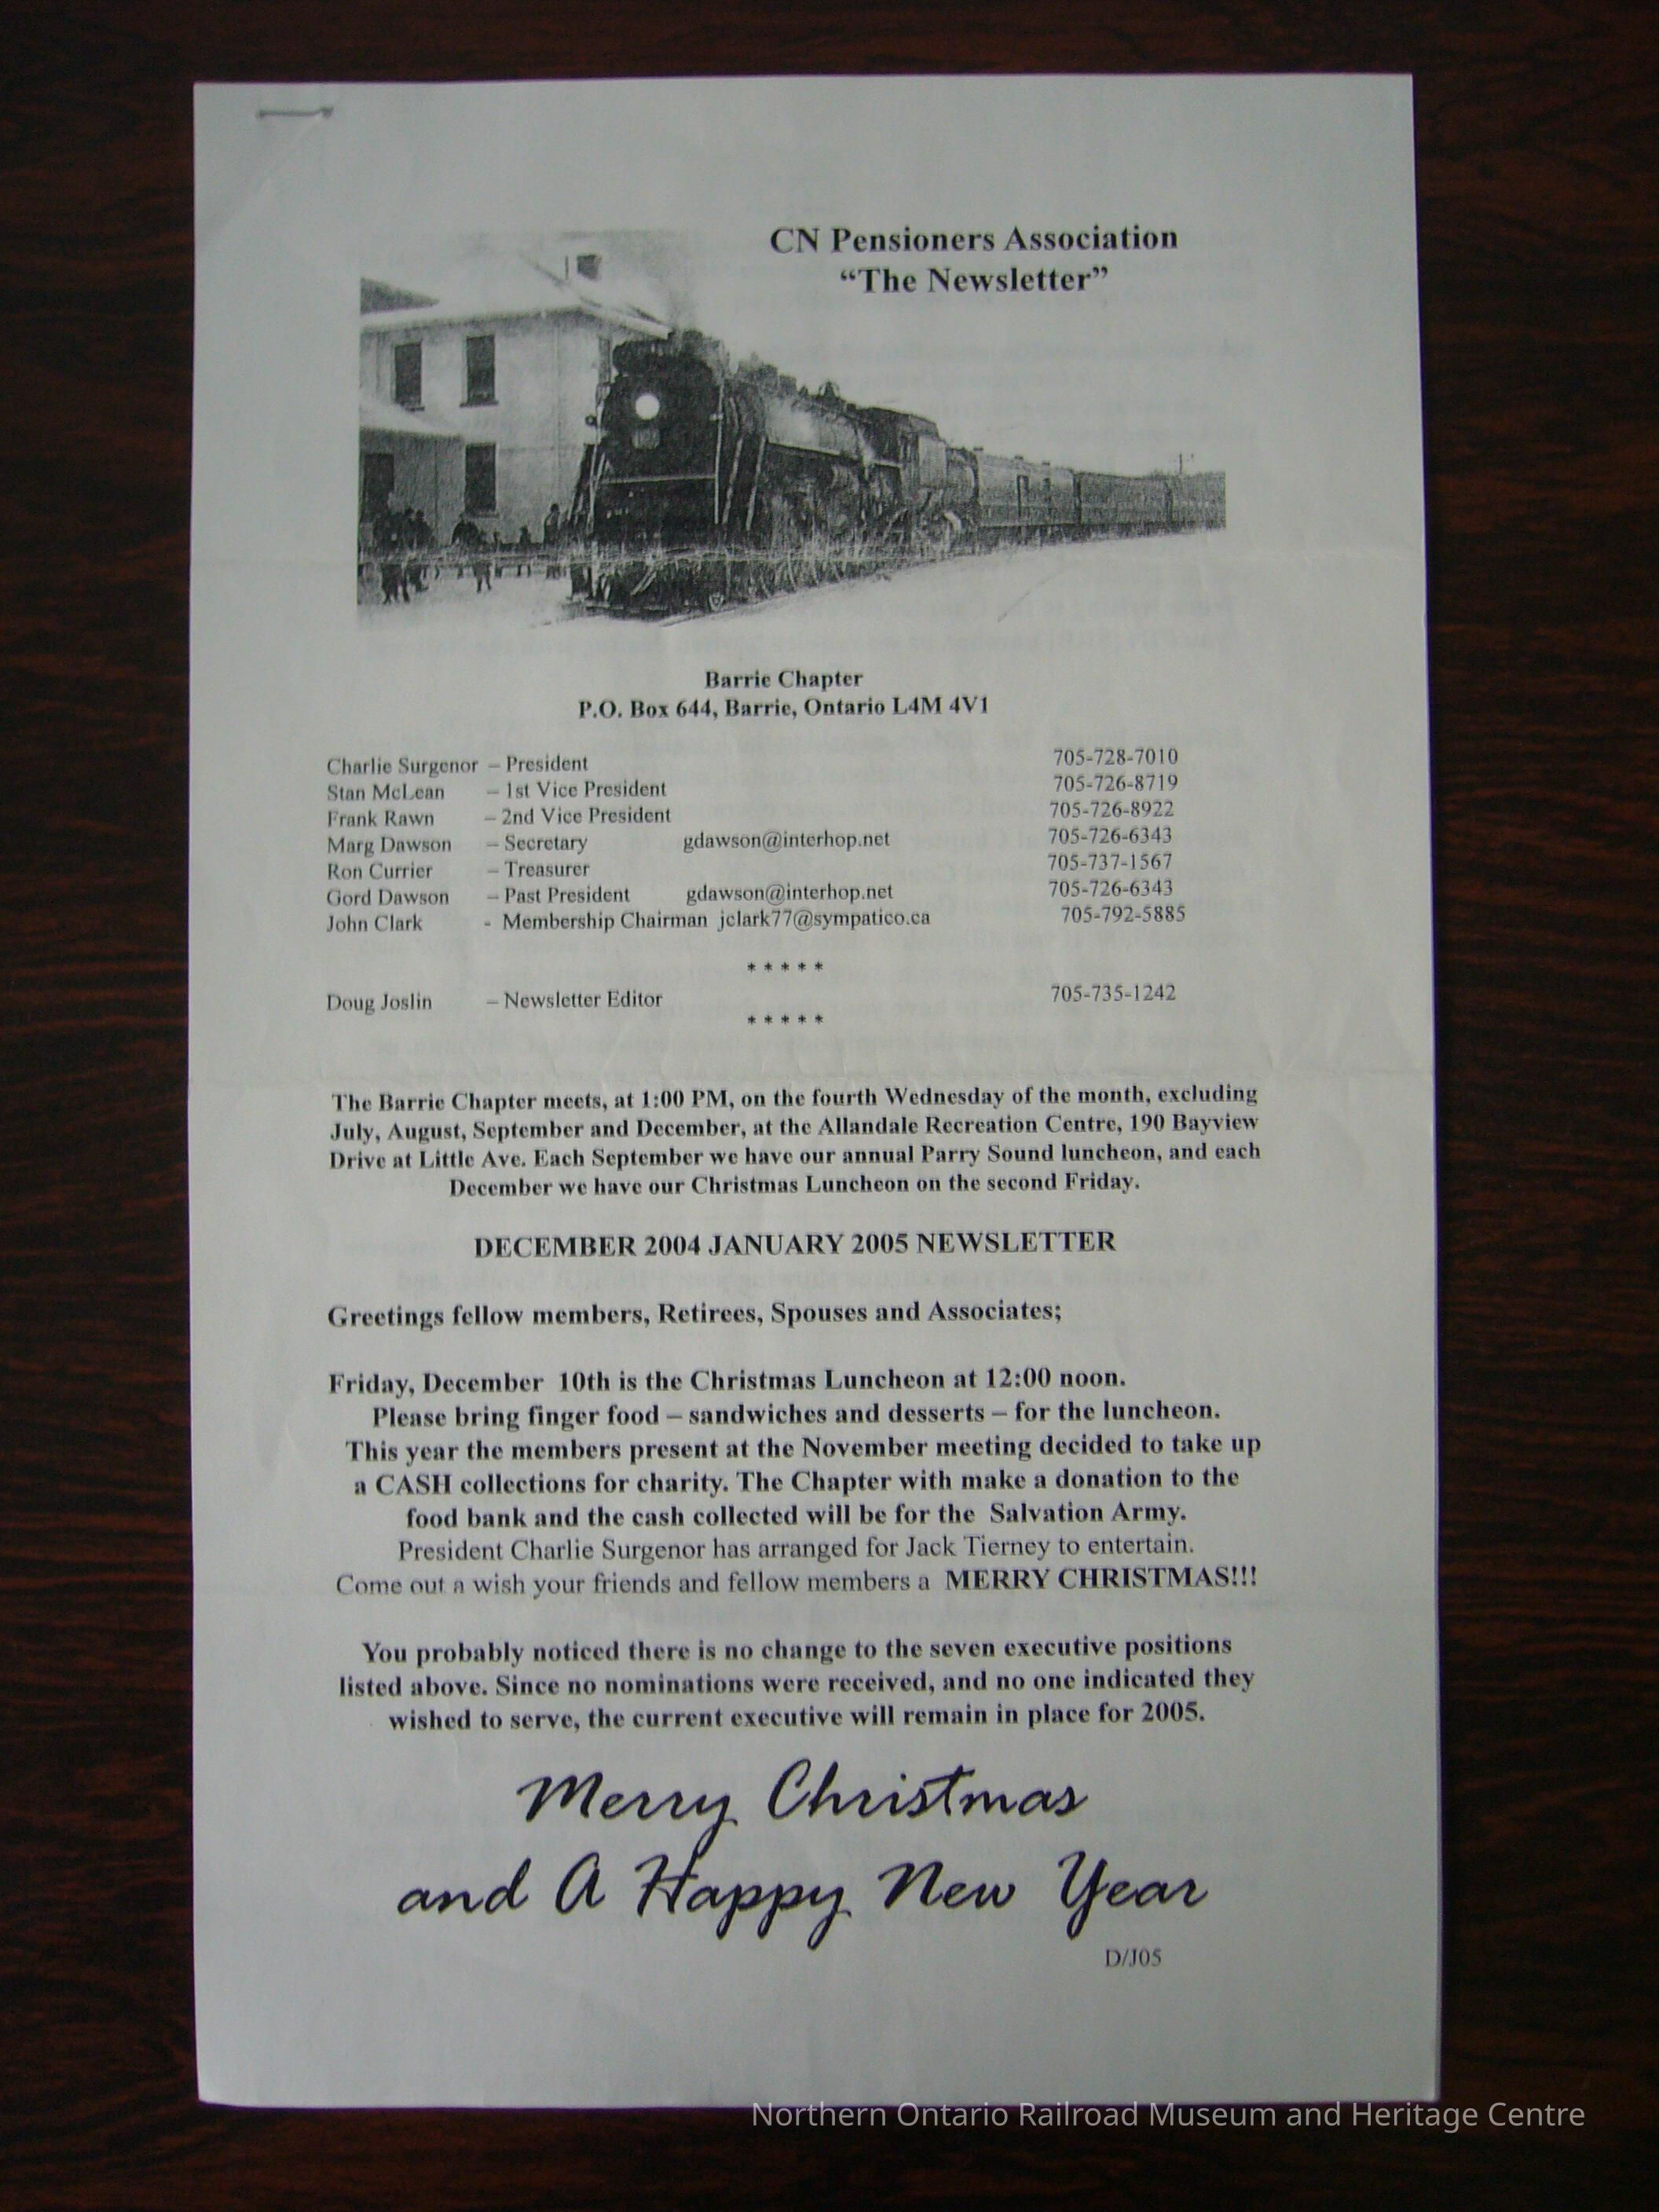 CN Pensioners Association
“The Newsletter”
Barrie Chapter
P.O. Box 644, Barrie, Ontario L4M 4V1
Charlie Surgenor – President 705-728-7010
Stan McLean – 1st Vice President 705-726-8719
Frank Rawn – 2nd Vice President 705-726-8922
Marg Dawson – Secretary gdawson@interhop.net 705-726-6343
Ron Currier – Treasurer 705-737-1567
Gord Dawson – Past President gdawson@interhop.net 705-726-6343
John Clark - Membership Chairman jclark77@sympatico.ca 705-792-5885
* * * * *
Doug Joslin – Newsletter Editor 705-735-1242
* * * * *
The Barrie Chapter meets, at 1:00 PM, on the fourth Wednesday of the month, excluding
July, August, September and December, at the Allandale Recreation Centre, 190 Bayview
Drive at Little Ave. Each September we have our annual Parry Sound luncheon, and each
December we have our Christmas Luncheon on the second Friday.
DECEMBER 2004 JANUARY 2005 NEWSLETTER
Greetings fellow members, Retirees, Spouses and Associates;
Friday, December 10th is the Christmas Luncheon at 12:00 noon.
Please bring finger food – sandwiches and desserts – for the luncheon.
This year the members present at the November meeting decided to take up
a CASH collections for charity. The Chapter with make a donation to the
food bank and the cash collected will be for the Salvation Army.
President Charlie Surgenor has arranged for Jack Tierney to entertain.
Come out a wish your friends and fellow members a MERRY CHRISTMAS!!!
You probably noticed there is no change to the seven executive positions
listed above. Since no nominations were received, and no one indicated they
wished to serve, the current executive will remain in place for 2005.
Merry Christmas
and A Happy New Year
D/J05
Northern Ontario Railroad Museum and Heritage Centre